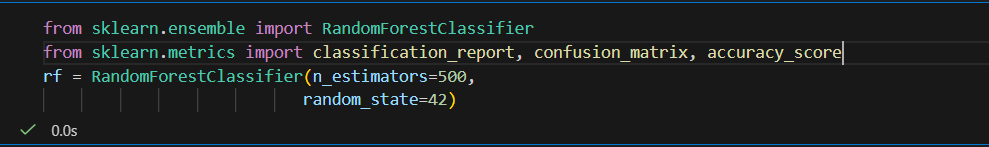 from sklearn.ensemble import RandomForestClassifier
from sklearn.metrics import classification_report, confusion_matrix, accuracy_score
rf = RandomForestClassifier(n_estimators=500,
                            random_state=42)
0.0s